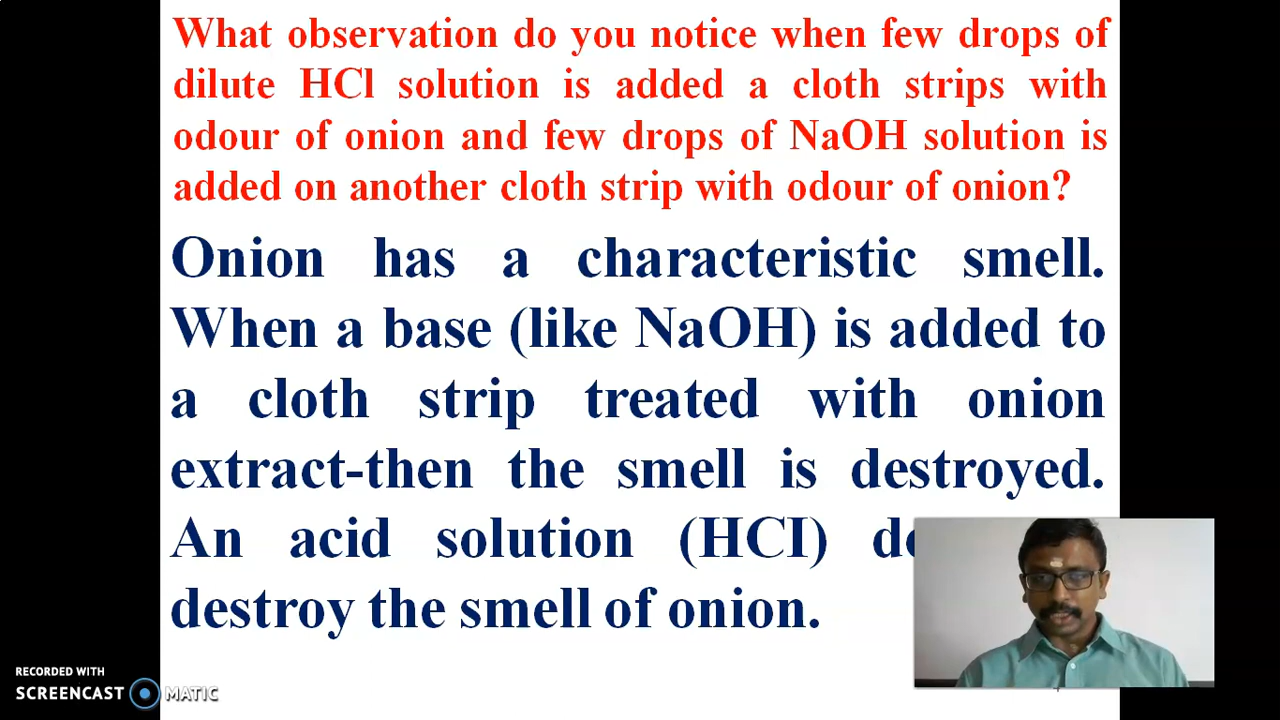 What observation do you notice when few drops of
dilute HCl solution is added a cloth strips with
odour of onion and few drops of NaOH solution is
added on another cloth strip with odour of onion?
Onion has a characteristic smell.
When a base (like NaOH) is added to
a cloth strip treated with onion
extract-then the smell is destroyed.
An acid solution (HCI)
destroy the smell of onion.
RECORDED WITH
SCREENCAST MATIC